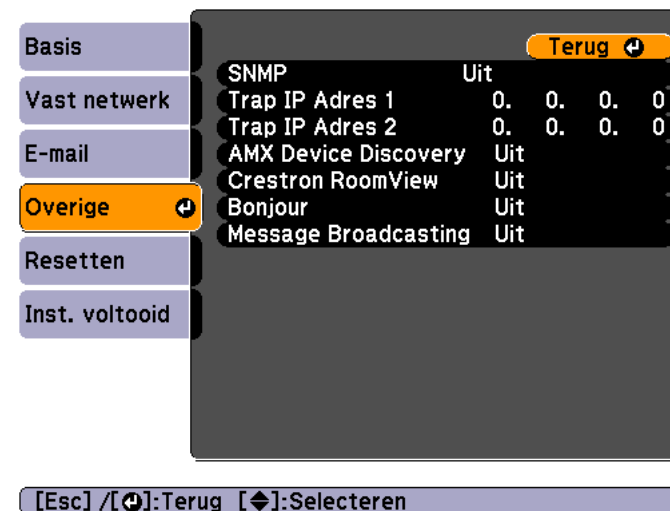 Basis
Vast netwerk
E-mail
Overige
Resetten
Inst. voltooid
Terug
SNMP Uit
Trap IP Adres 1 0. 0. 0. 0
Trap IP Adres 2 0. 0. 0. 0
AMX Device Discovery Uit
Crestron RoomView Uit
Bonjour Uit
Message Broadcasting Uit
[Esc] /[⏎]:Terug [◆]:Selecteren